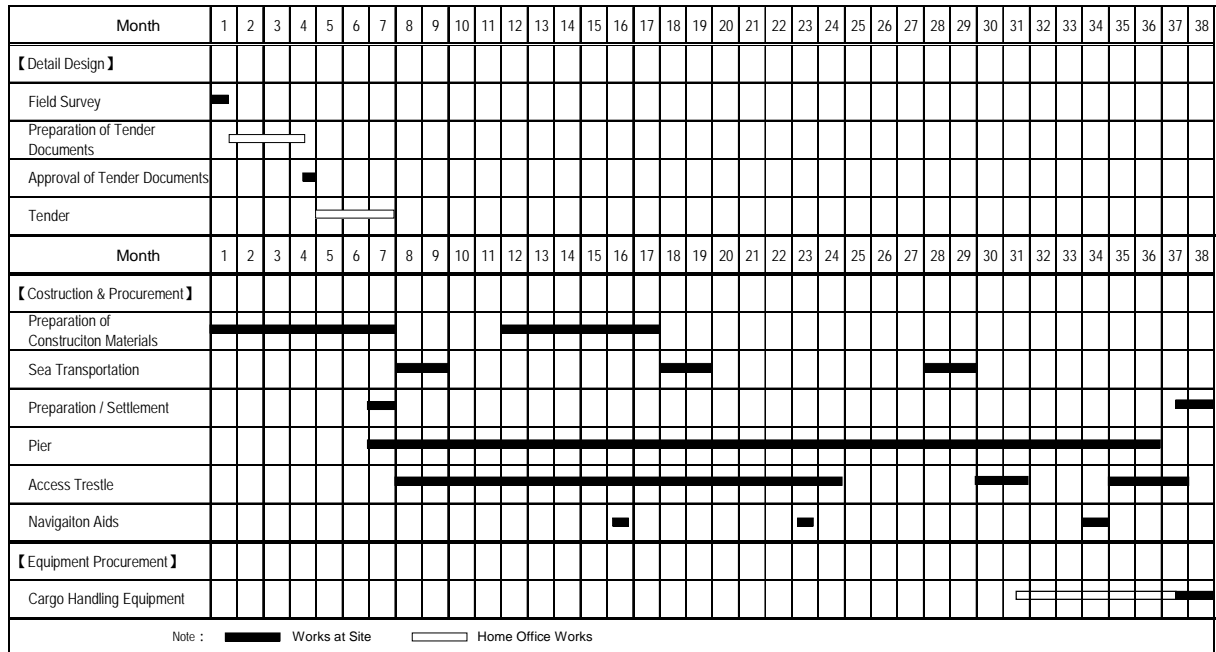 Month 1 2 3 4 5 6 7 8 9 10 11 12 13 14 15 16 17 18 19 20 21 22 23 24 25 26 27 28 29 30 31 32 33 34 35 36 37 38
【Detail Design】
Field Survey
Preparation of Tender
Documents
Approval of Tender Documents
Tender
Month 1 2 3 4 5 6 7 8 9 10 11 12 13 14 15 16 17 18 19 20 21 22 23 24 25 26 27 28 29 30 31 32 33 34 35 36 37 38
【Costruction & Procurement】
Preparation of
Construciton Materials
Sea Transportation
Preparation / Settlement
Pier
Access Trestle
Navigaiton Aids
【Equipment Procurement】
Cargo Handling Equipment
Note : Works at Site Home Office Works